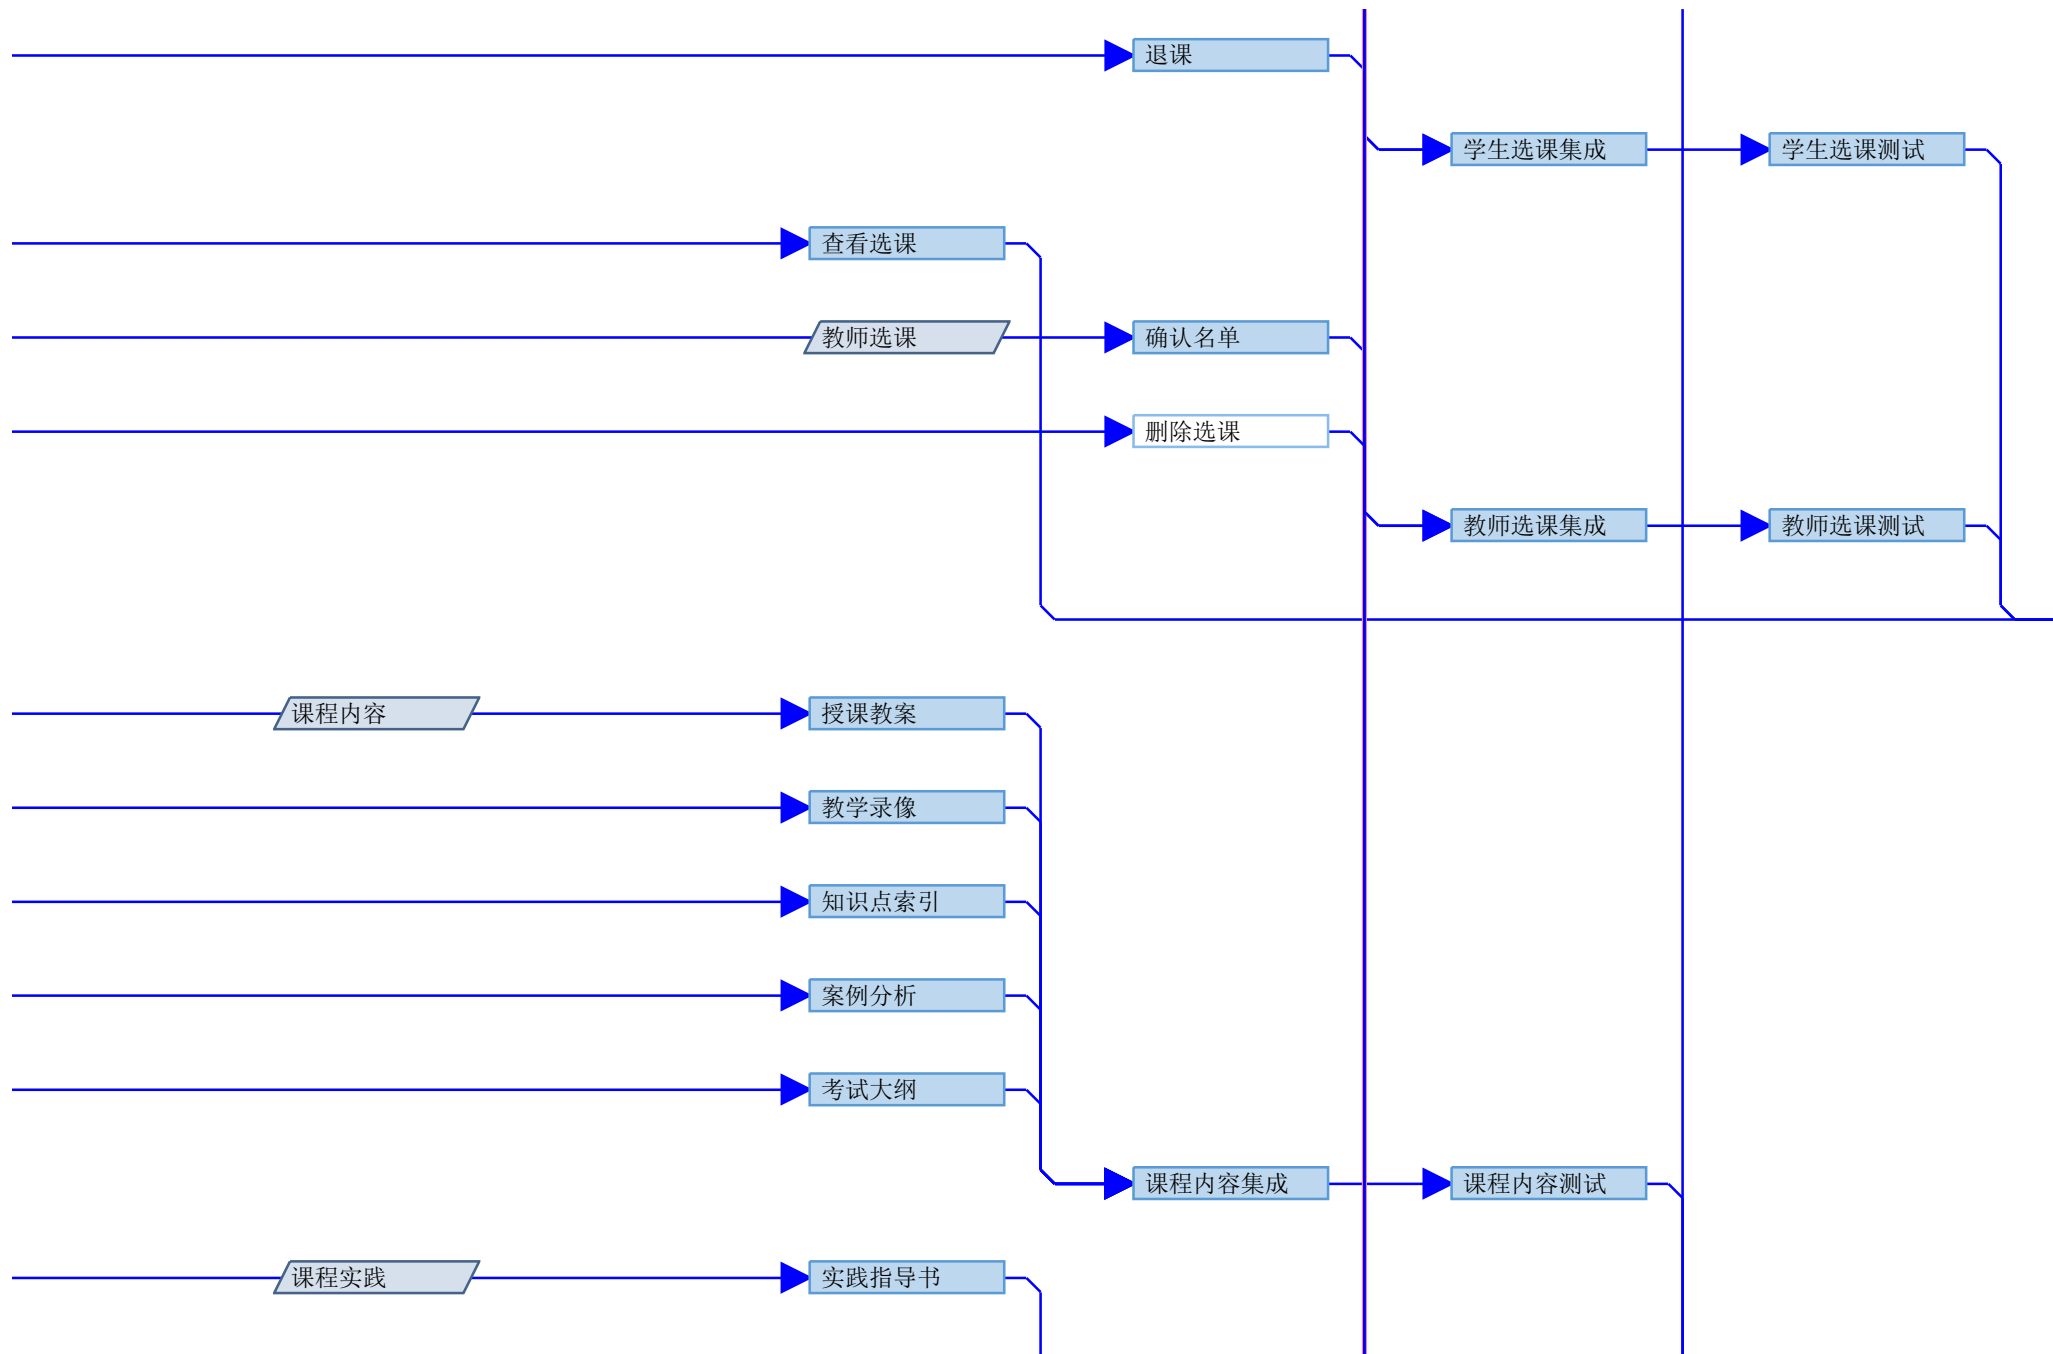 退课
学生选课集成
学生选课测试
查看选课
教师选课
确认名单
删除选课
教师选课集成
教师选课测试
课程内容
授课教案
教学录像
知识点索引
案例分析
考试大纲
课程内容集成
课程内容测试
课程实践
实践指导书